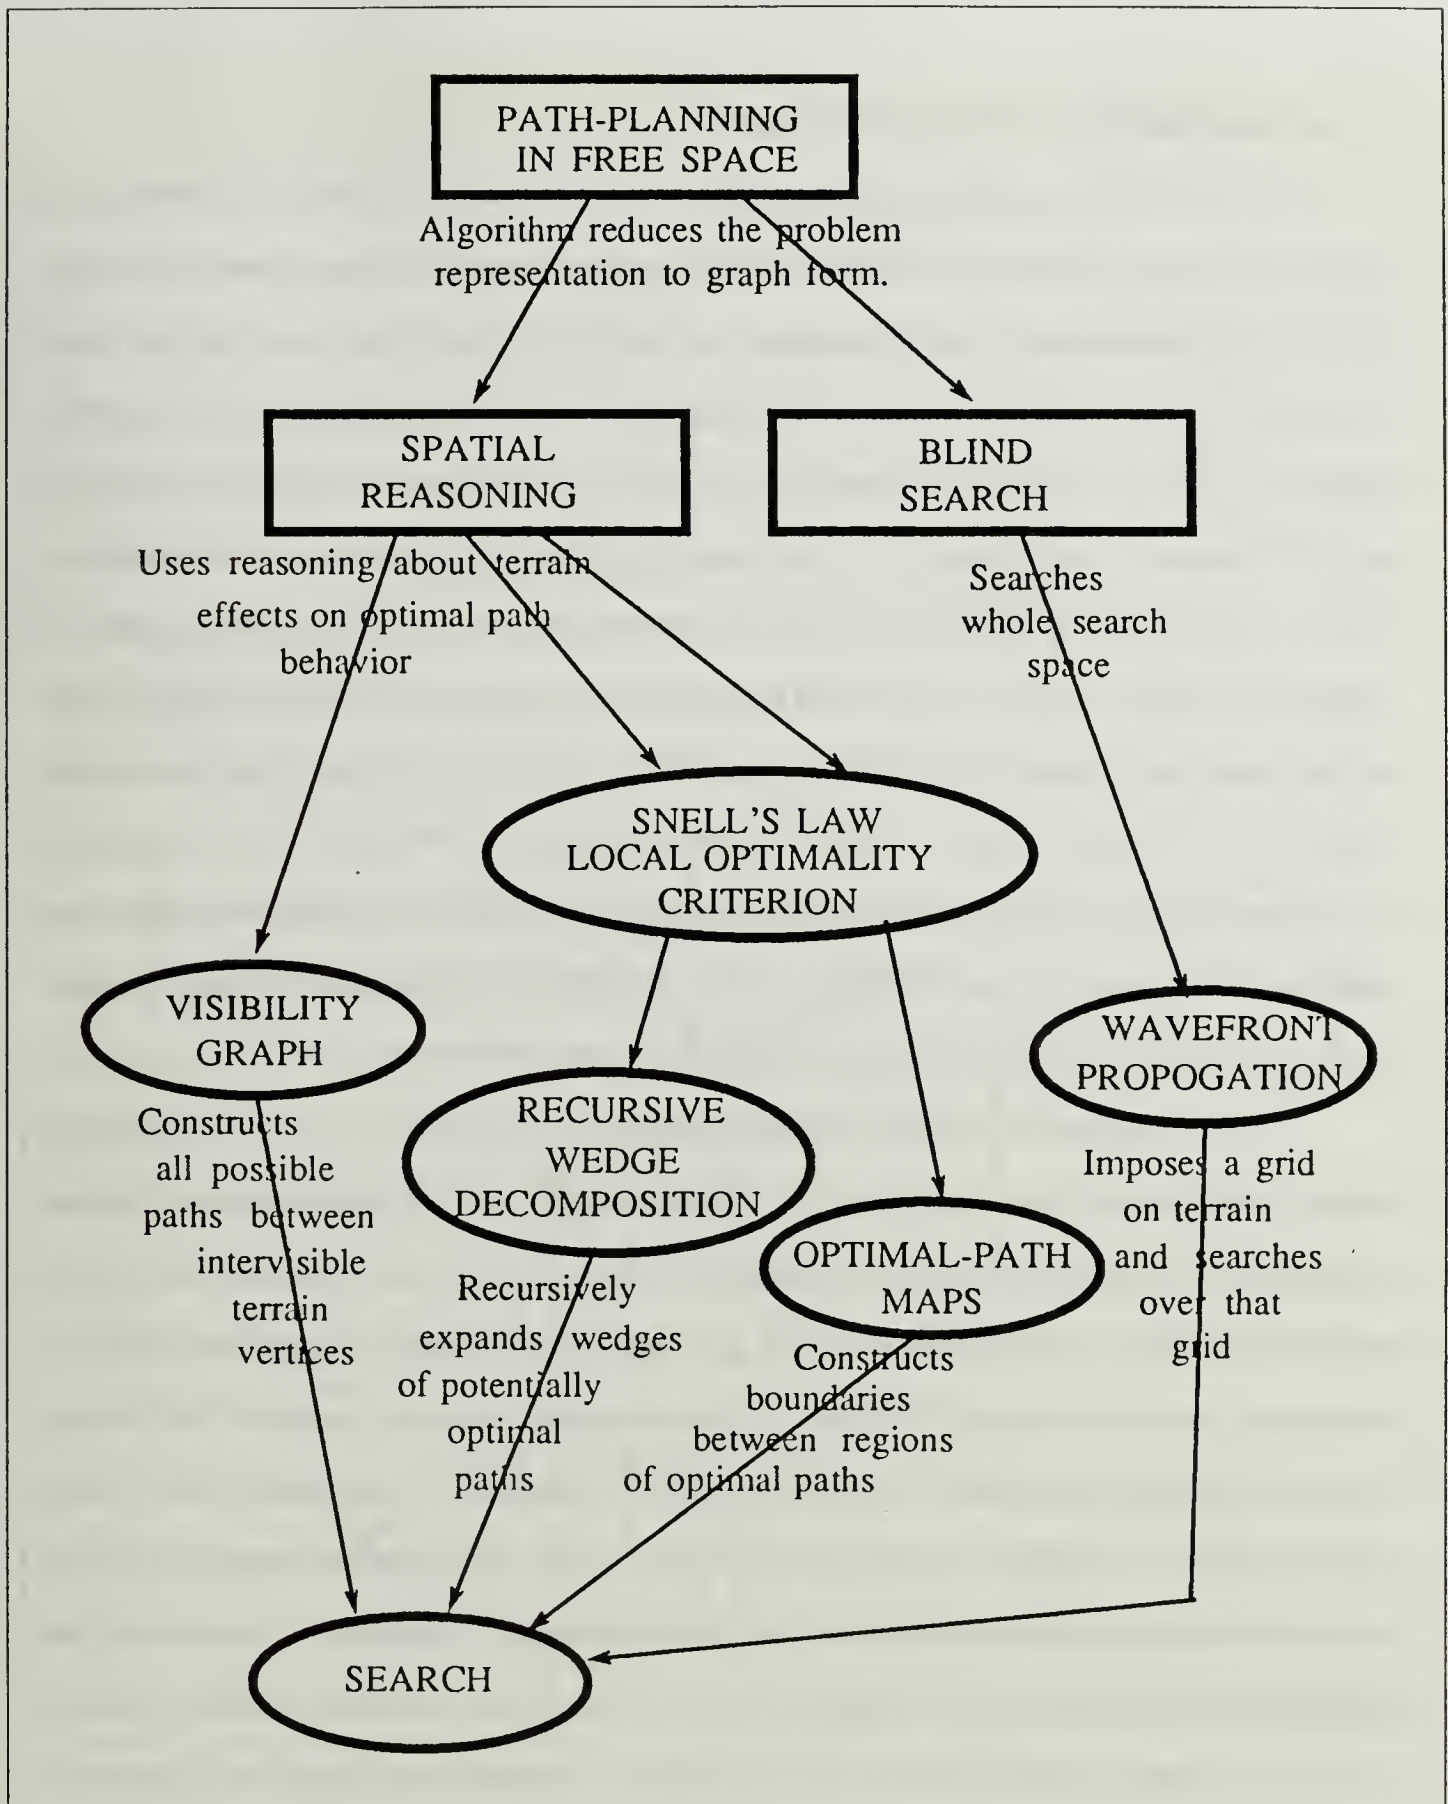 PATH-PLANNING
IN FREE SPACE
Algorithm reduces the problem
representation to graph form.
SPATIAL
REASONING
BLIND
SEARCH
Uses reasoning about terrain
effects on optimal path
behavior
Searches
whole search
space
SNELL'S LAW
LOCAL OPTIMALITY
CRITERION
VISIBILITY
GRAPH
WAVEFRONT
PROPOGATION
RECURSIVE
WEDGE
DECOMPOSITION
OPTIMAL-PATH
MAPS
Constructs
all possible
paths between
intervisible
terrain
vertices
Recursively
expands wedges
of potentially
optimal
paths
Constructs
boundaries
between regions
of optimal paths
Imposes a grid
on terrain
and searches
over that
grid
SEARCH